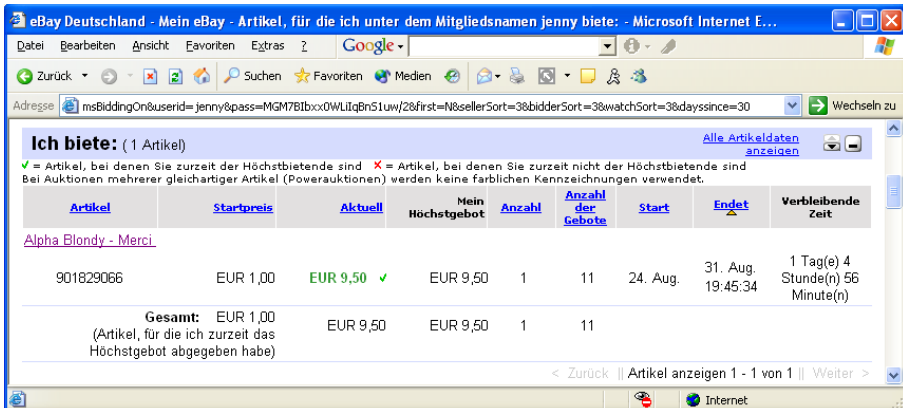 eBay Deutschland - Mein eBay - Artikel, für die ich unter dem Mitgliedsnamen jenny biete: - Microsoft Internet E...
Datei Bearbeiten Ansicht Favoriten Extras ? Google
Zurück Suchen Favoriten Medien
Adresse msBiddingOn&userid=jenny&pass=MGM7BIbxx0WLiIqBnS1uw/2&first=N&sellerSort=3&bidderSort=3&watchSort=3&dayssince=30 Wechseln zu
Ich biete: (1 Artikel) Alle Artikeldaten
anzeigen
✓ = Artikel, bei denen Sie zurzeit der Höchstbietende sind ✗ = Artikel, bei denen Sie zurzeit nicht der Höchstbietende sind
Bei Auktionen mehrerer gleichartiger Artikel (Powerauktionen) werden keine farblichen Kennzeichnungen verwendet.
Artikel Startpreis Aktuell Mein Höchstgebot Anzahl Anzahl der Gebote Start Endet Verbleibende Zeit
Alpha Blondy - Merci
901829066 EUR 1,00 EUR 9,50 ✓ EUR 9,50 1 11 24. Aug. 31. Aug. 19:45:34 1 Tag(e) 4 Stunde(n) 56 Minute(n)
Gesamt: EUR 1,00 EUR 9,50 EUR 9,50 1 11
(Artikel, für die ich zurzeit das
Höchstgebot abgegeben habe)
< Zurück || Artikel anzeigen 1 - 1 von 1 || Weiter >
Internet